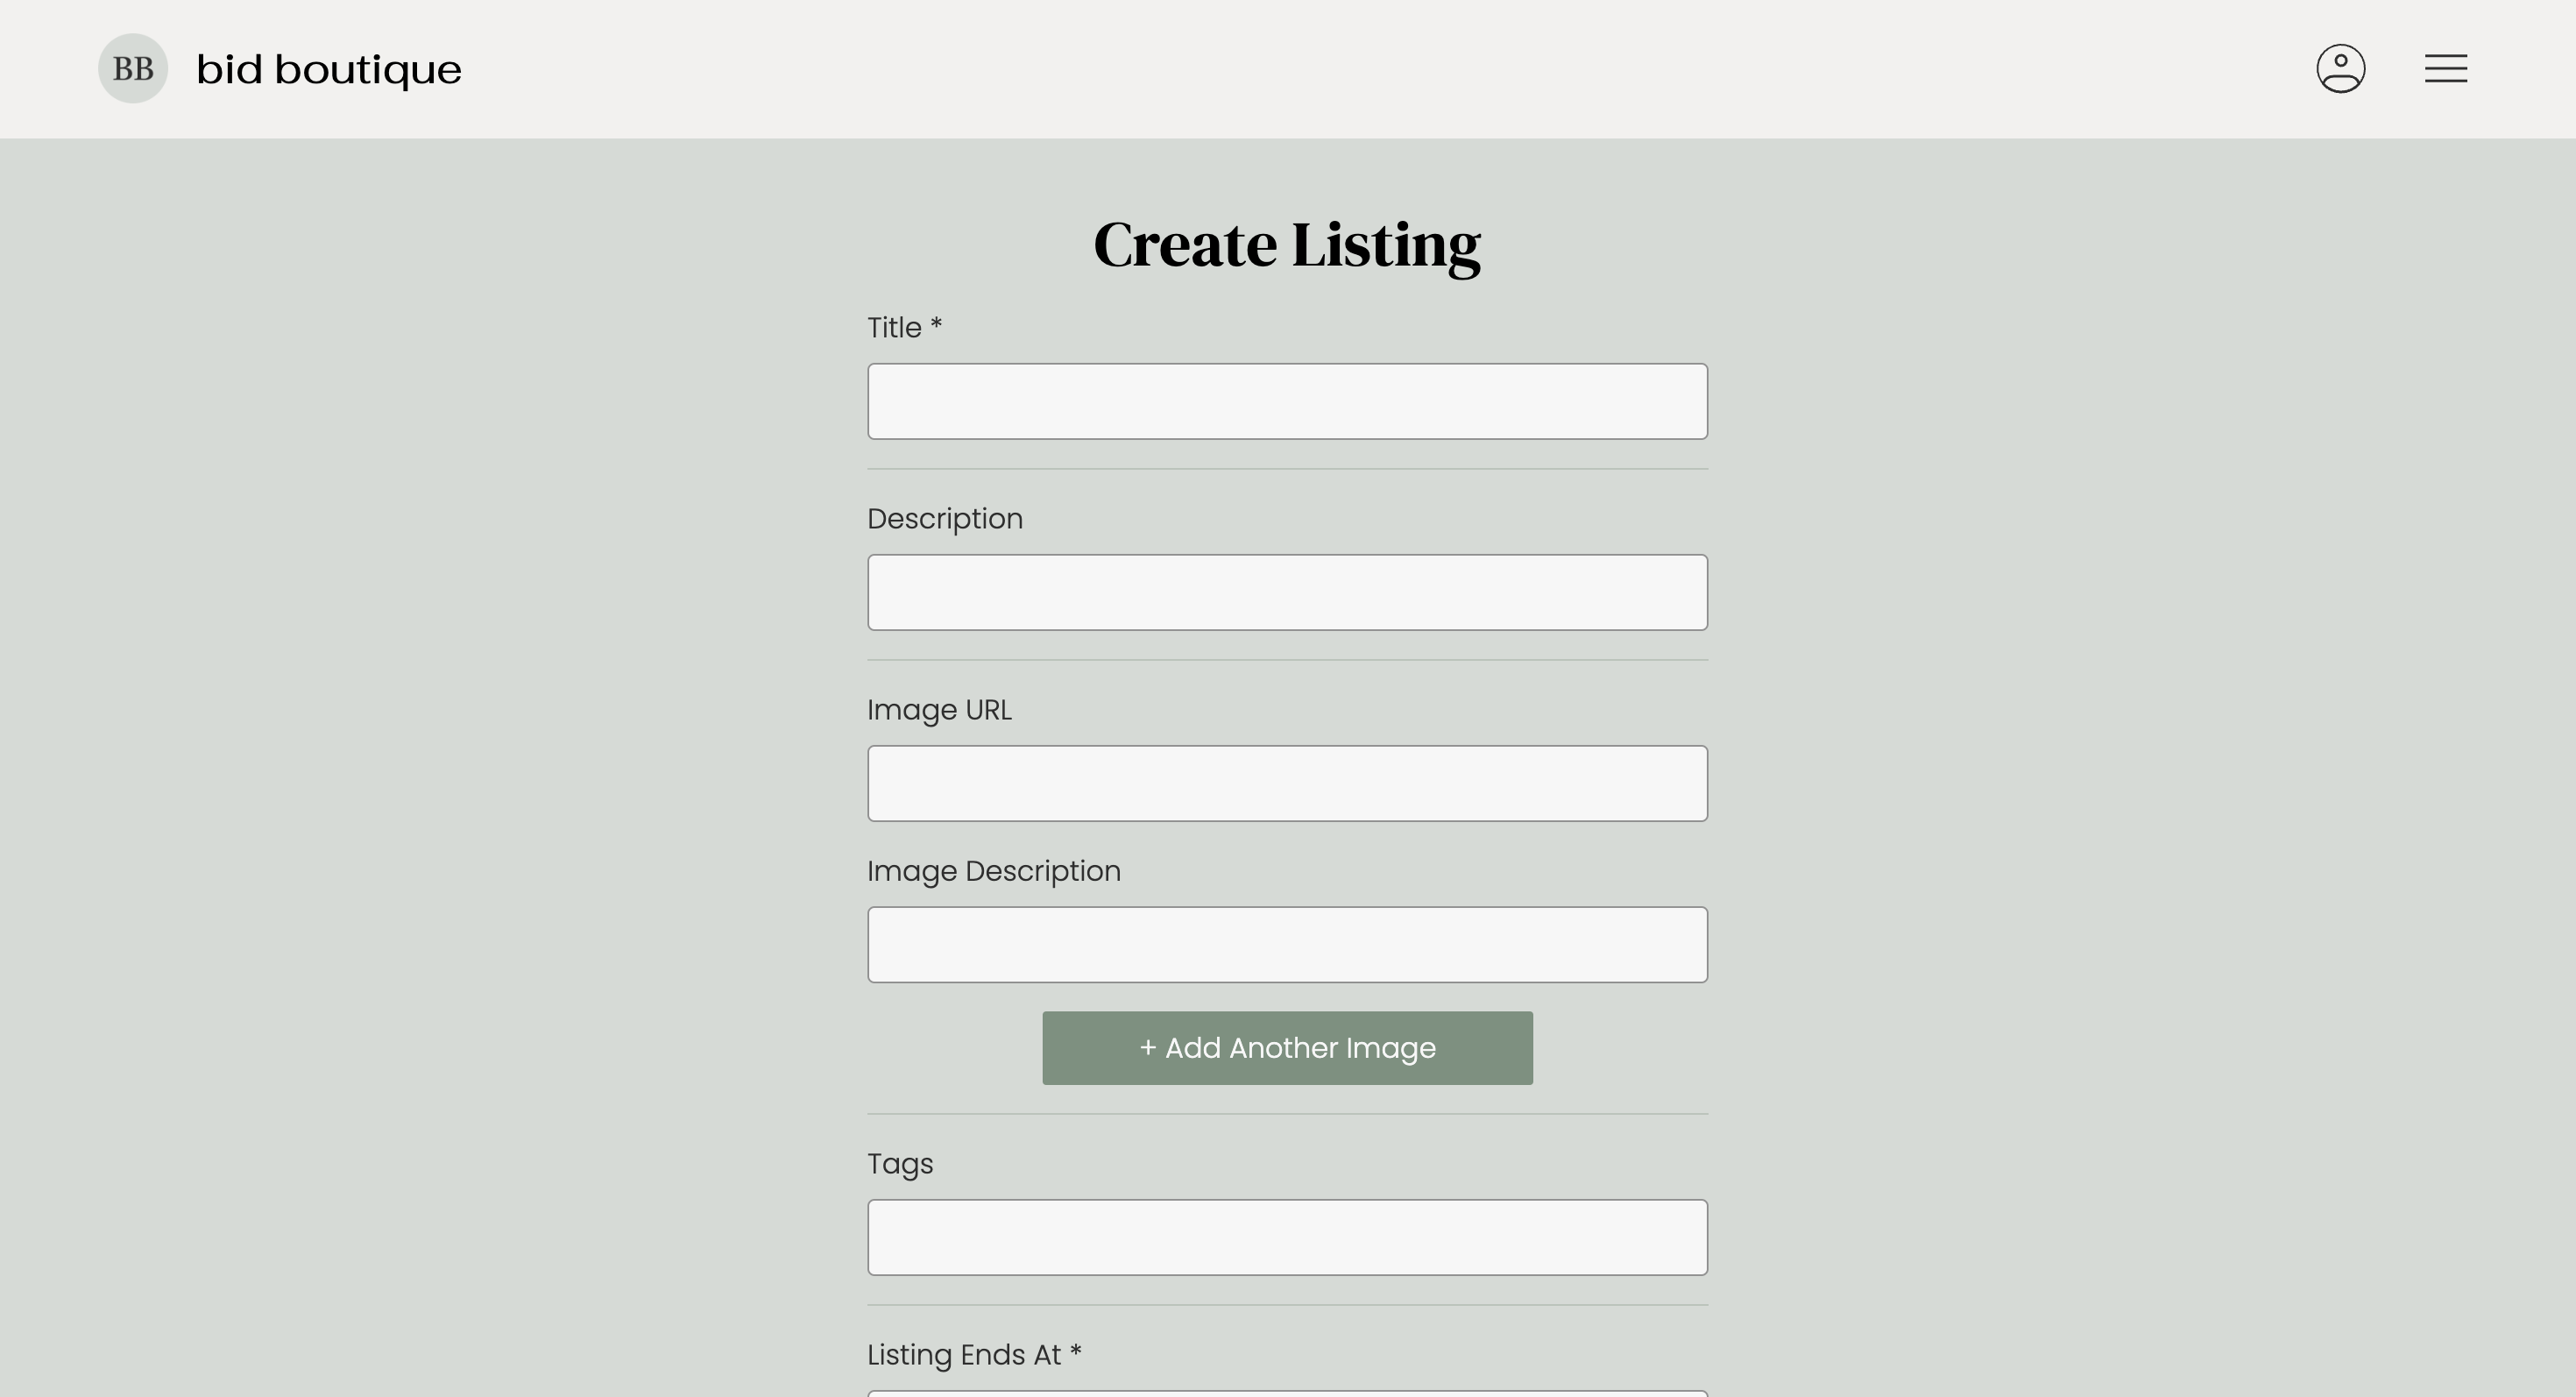 BB bid boutique
Create Listing
Title *
Description
Image URL
Image Description
+ Add Another Image
Tags
Listing Ends At *